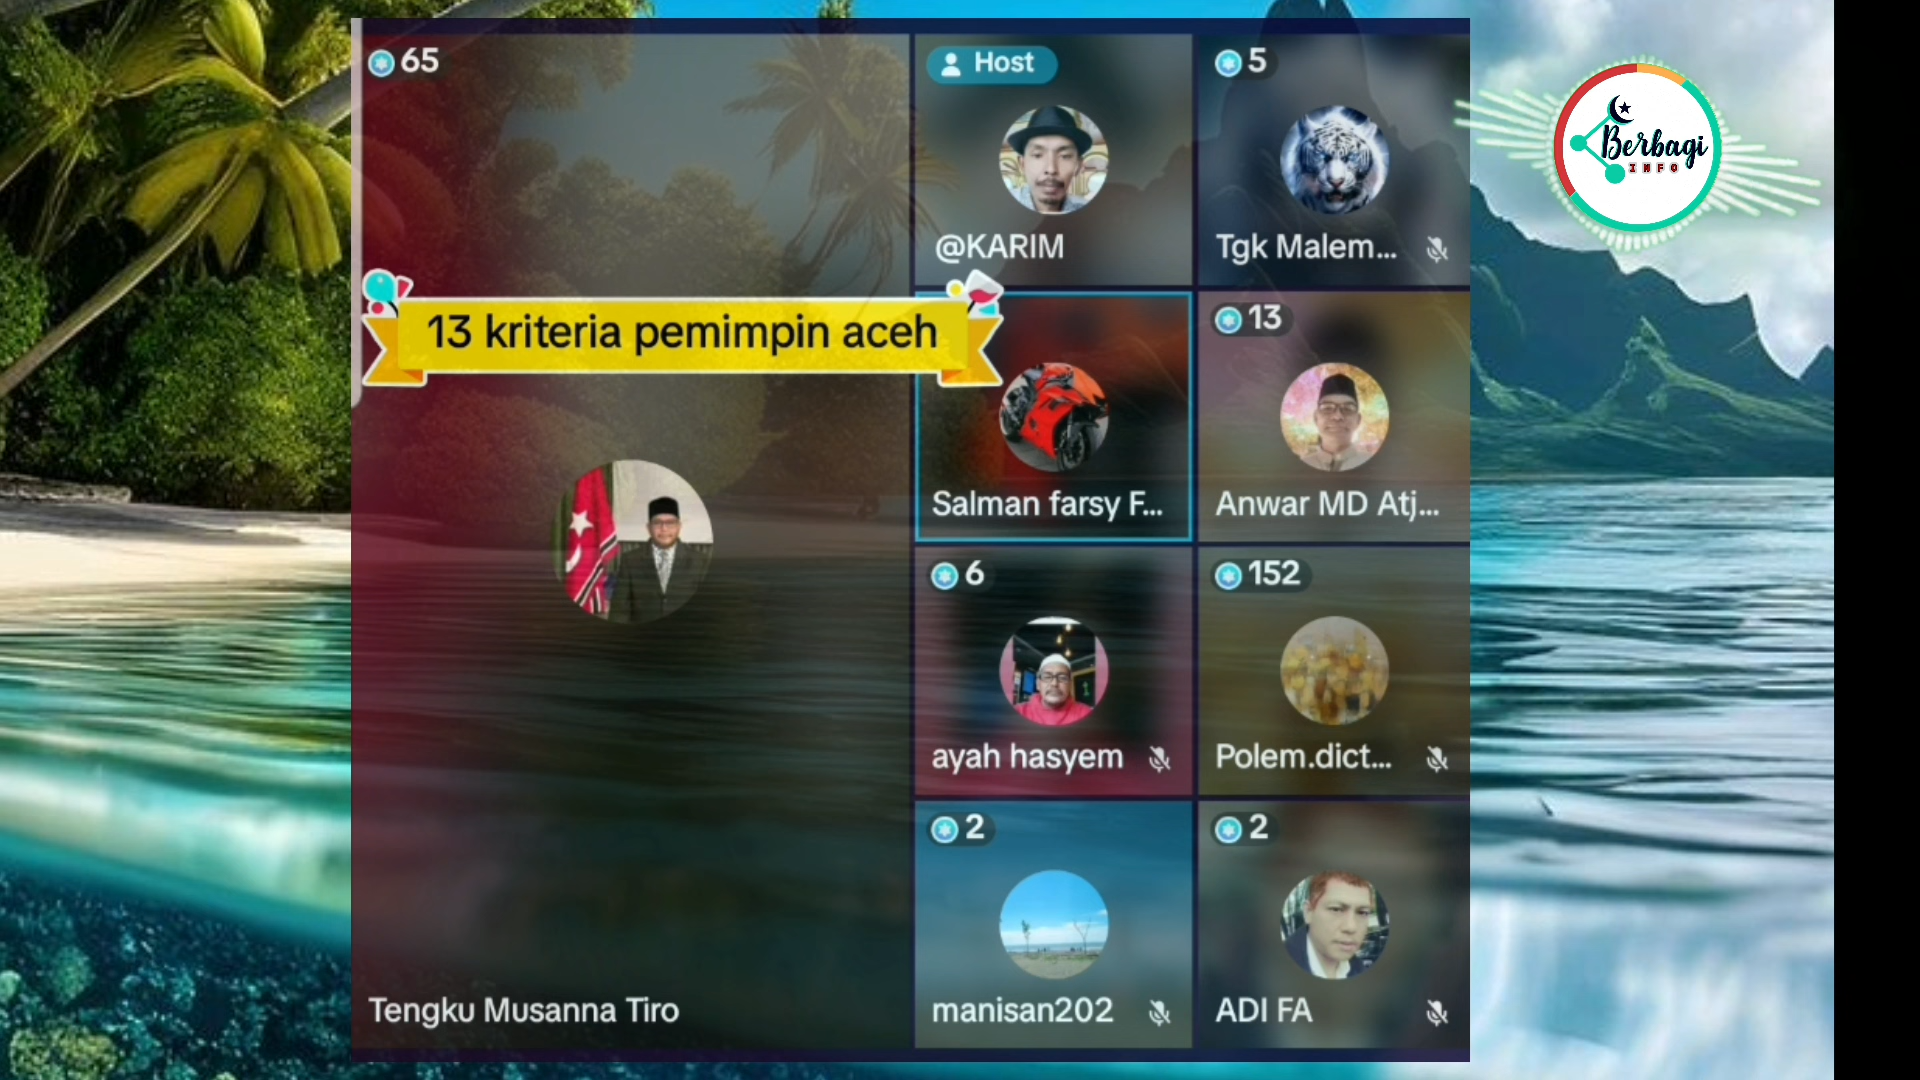 65
Host
5
Berbagi
INFO
@KARIM
Tgk Malem...
13 kriteria pemimpin aceh
13
Salman farsy F...
Anwar MD Atj...
6
152
ayah hasyem
Polem.dict...
2
2
Tengku Musanna Tiro
manisan202
ADI FA